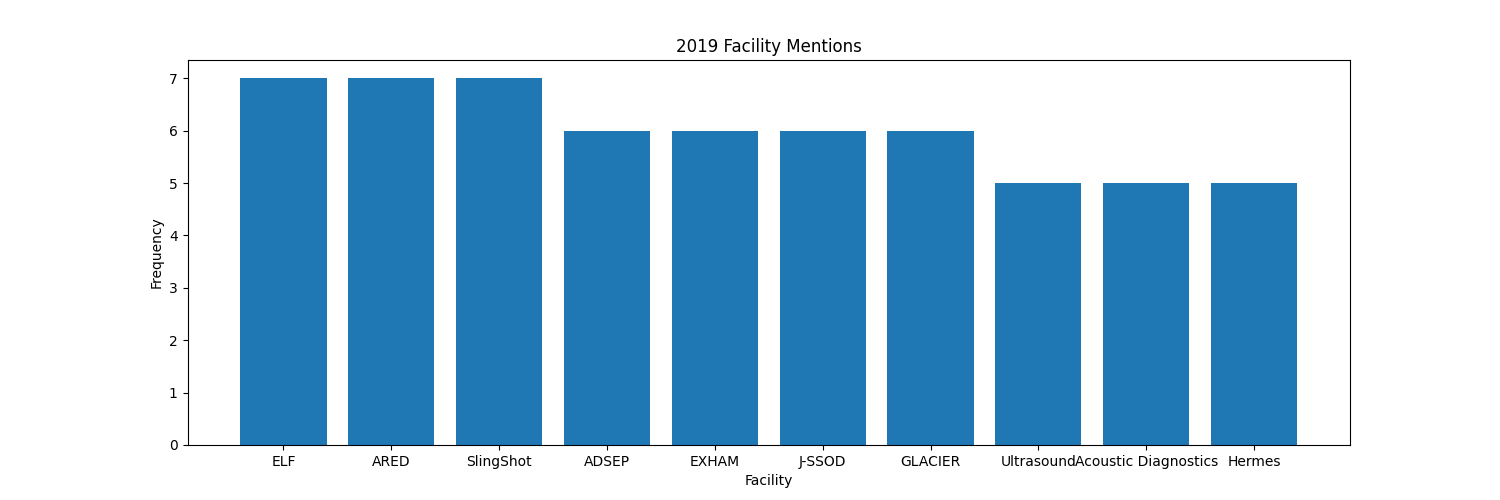 2019 Facility Mentions
Frequency
7
6
5
4
3
2
1
0
ELF ARED SlingShot ADSEP EXHAM J-SSOD GLACIER Ultrasound Acoustic Diagnostics Hermes
Facility